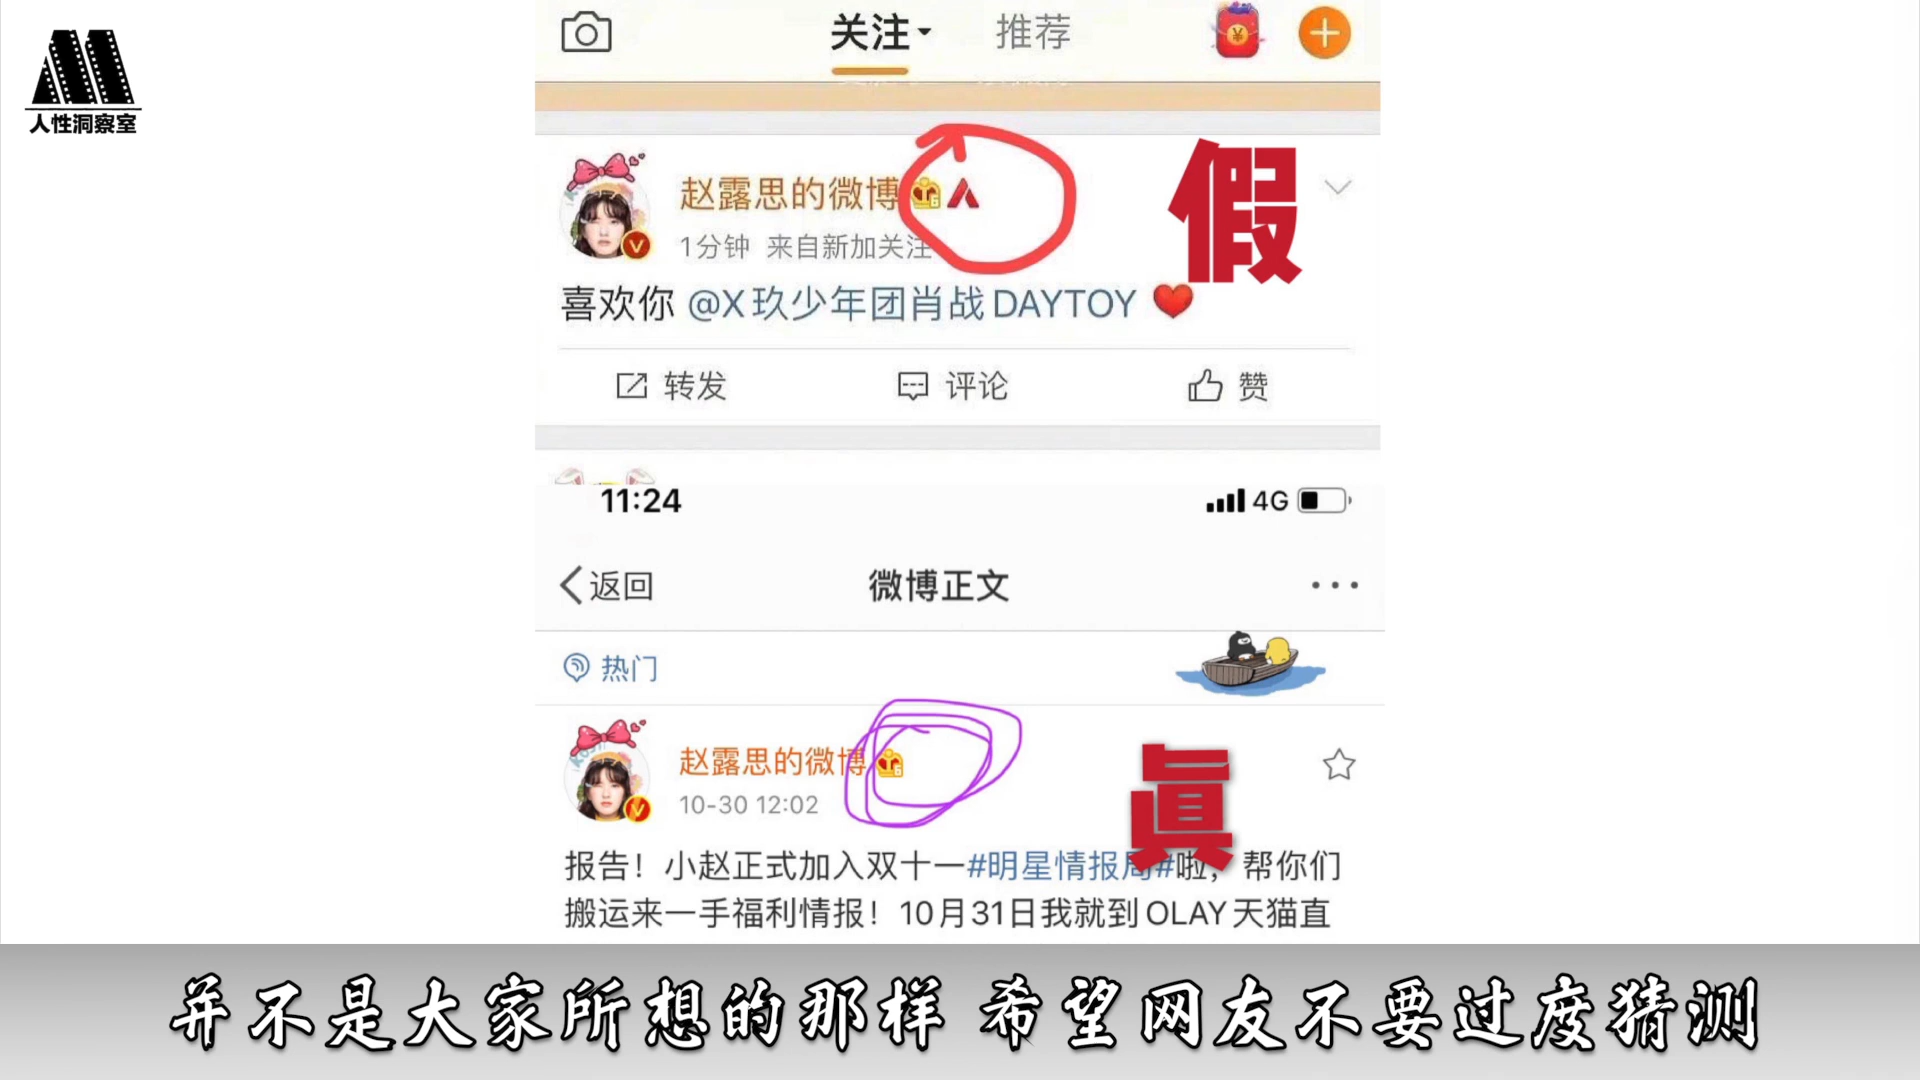 人性洞察室
关注
推荐
赵露思的微博
假
1分钟 来自新加关注
喜欢你 @X玖少年团肖战DAYTOY
转发
评论
赞
11:24
4G
返回
微博正文
热门
赵露思的微博
10-30 12:02
真
报告！小赵正式加入双十一#明星情报局#啦，帮你们
搬运来一手福利情报！10月31日我就到OLAY天猫直
并不是大家所想的那样 希望网友不要过度猜测